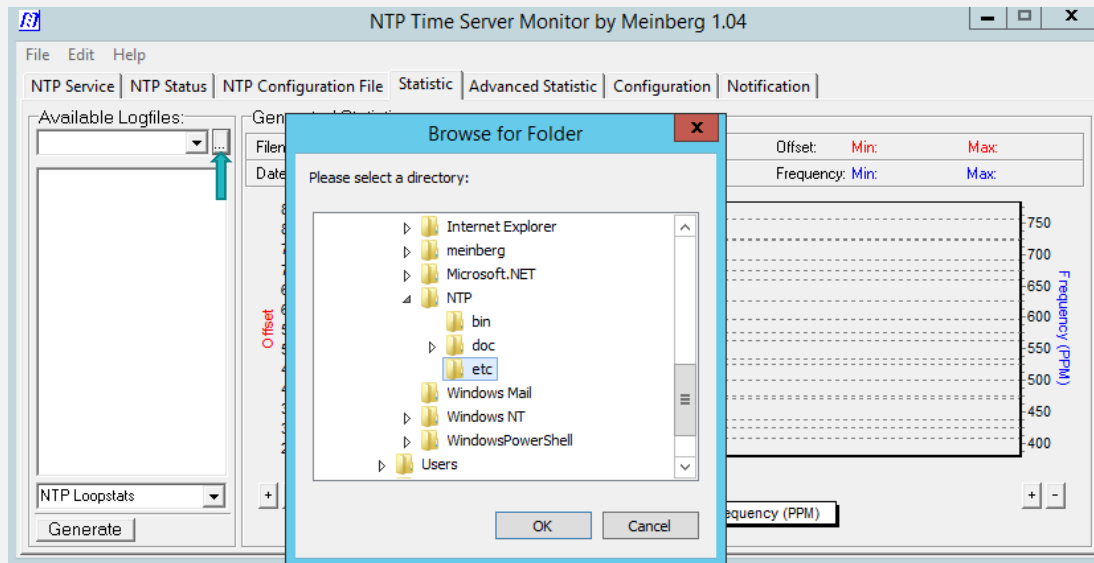 NTP Time Server Monitor by Meinberg 1.04
File Edit Help
NTP Service NTP Status NTP Configuration File Statistic Advanced Statistic Configuration Notification
Available Logfiles:
...
Offset: Min: Max:
Frequency: Min: Max:
Browse for Folder
Please select a directory:
Internet Explorer
meinberg
Microsoft.NET
NTP
bin
doc
etc
Windows Mail
Windows NT
WindowsPowerShell
Users
OK Cancel
Offset
750
700
650
600
550
500
450
400
Frequency (PPM)
NTP Loopstats
+
+ -
Generate
(PPM)